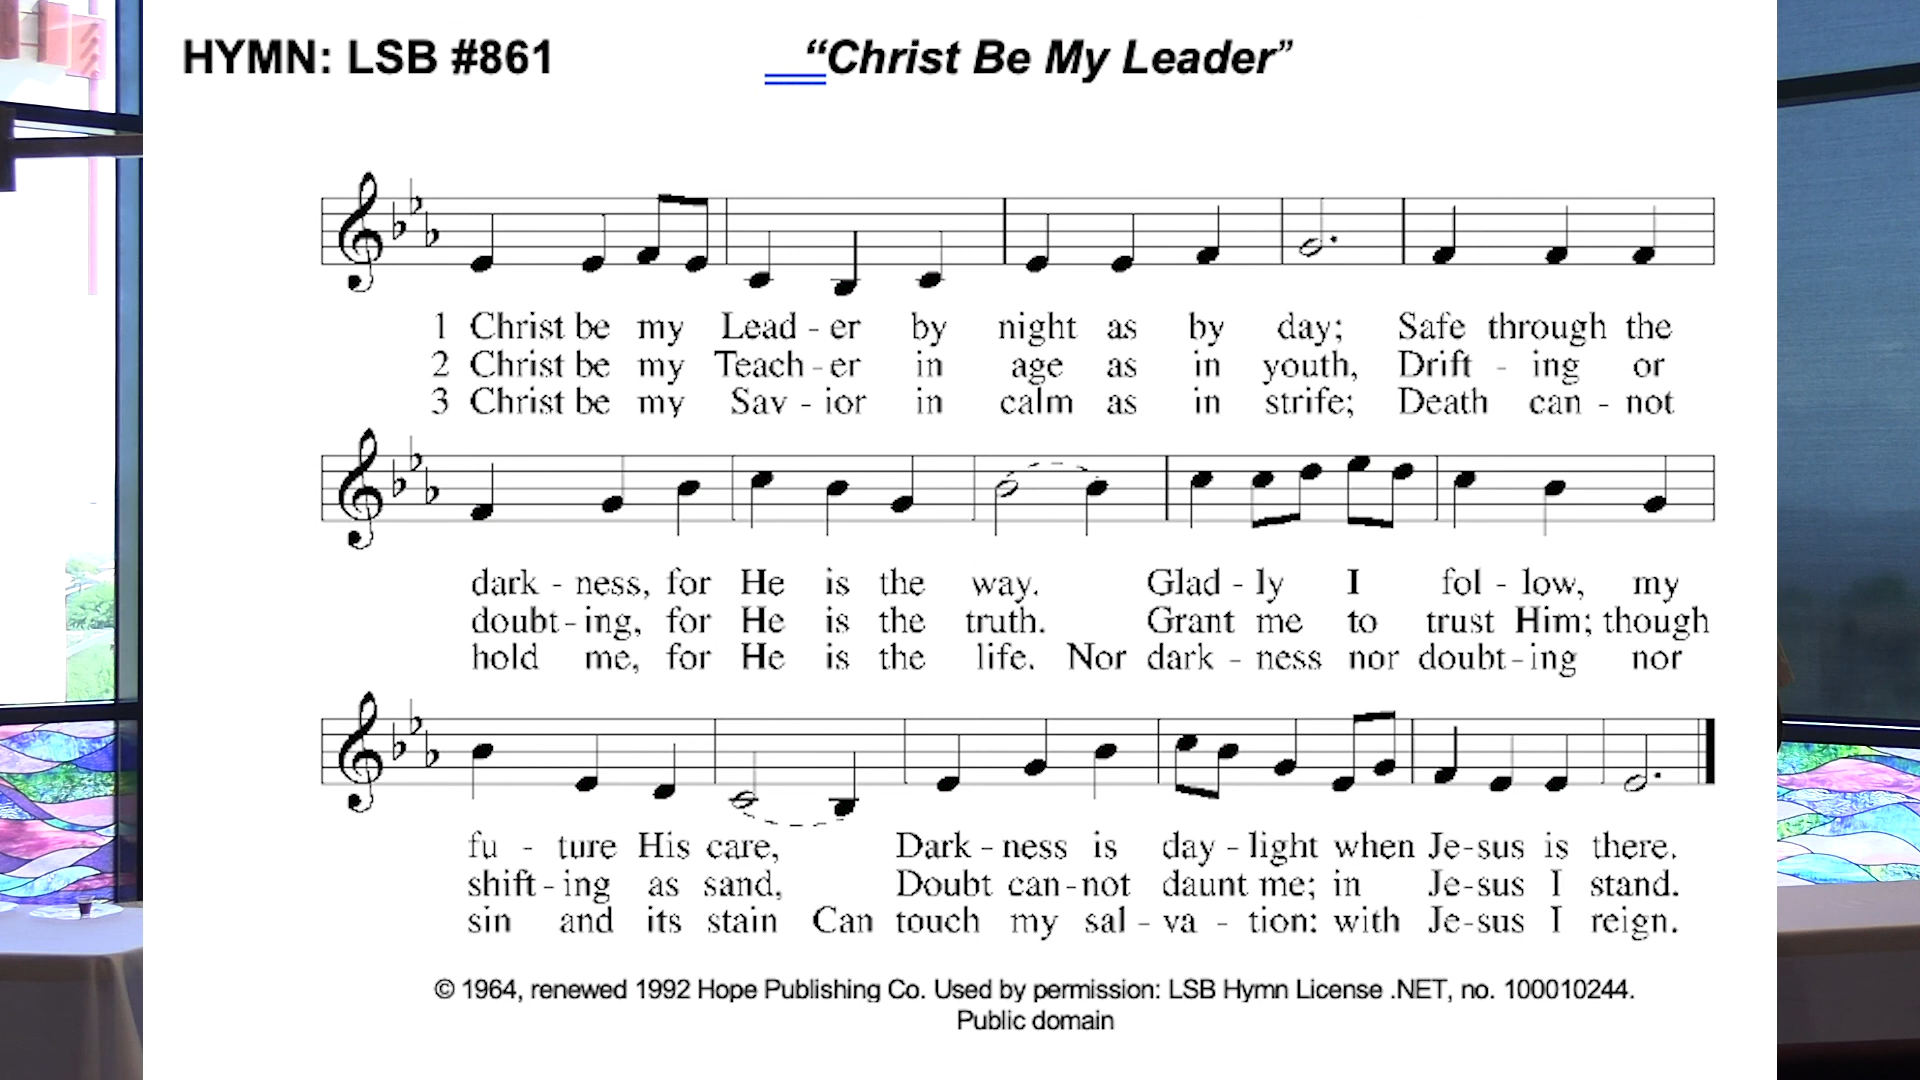 HYMN: LSB #861 “Christ Be My Leader”
1 Christ be my Lead - er by night as by day; Safe through the
2 Christ be my Teach - er in age as in youth, Drift - ing or
3 Christ be my Sav - ior in calm as in strife; Death can - not
dark - ness, for He is the way. Glad - ly I fol - low, my
doubt - ing, for He is the truth. Grant me to trust Him; though
hold me, for He is the life. Nor dark - ness nor doubt - ing nor
fu - ture His care, Dark - ness is day - light when Je - sus is there.
shift - ing as sand, Doubt can - not daunt me; in Je - sus I stand.
sin and its stain Can touch my sal - va - tion: with Je - sus I reign.
© 1964, renewed 1992 Hope Publishing Co. Used by permission: LSB Hymn License .NET, no. 100010244.
Public domain